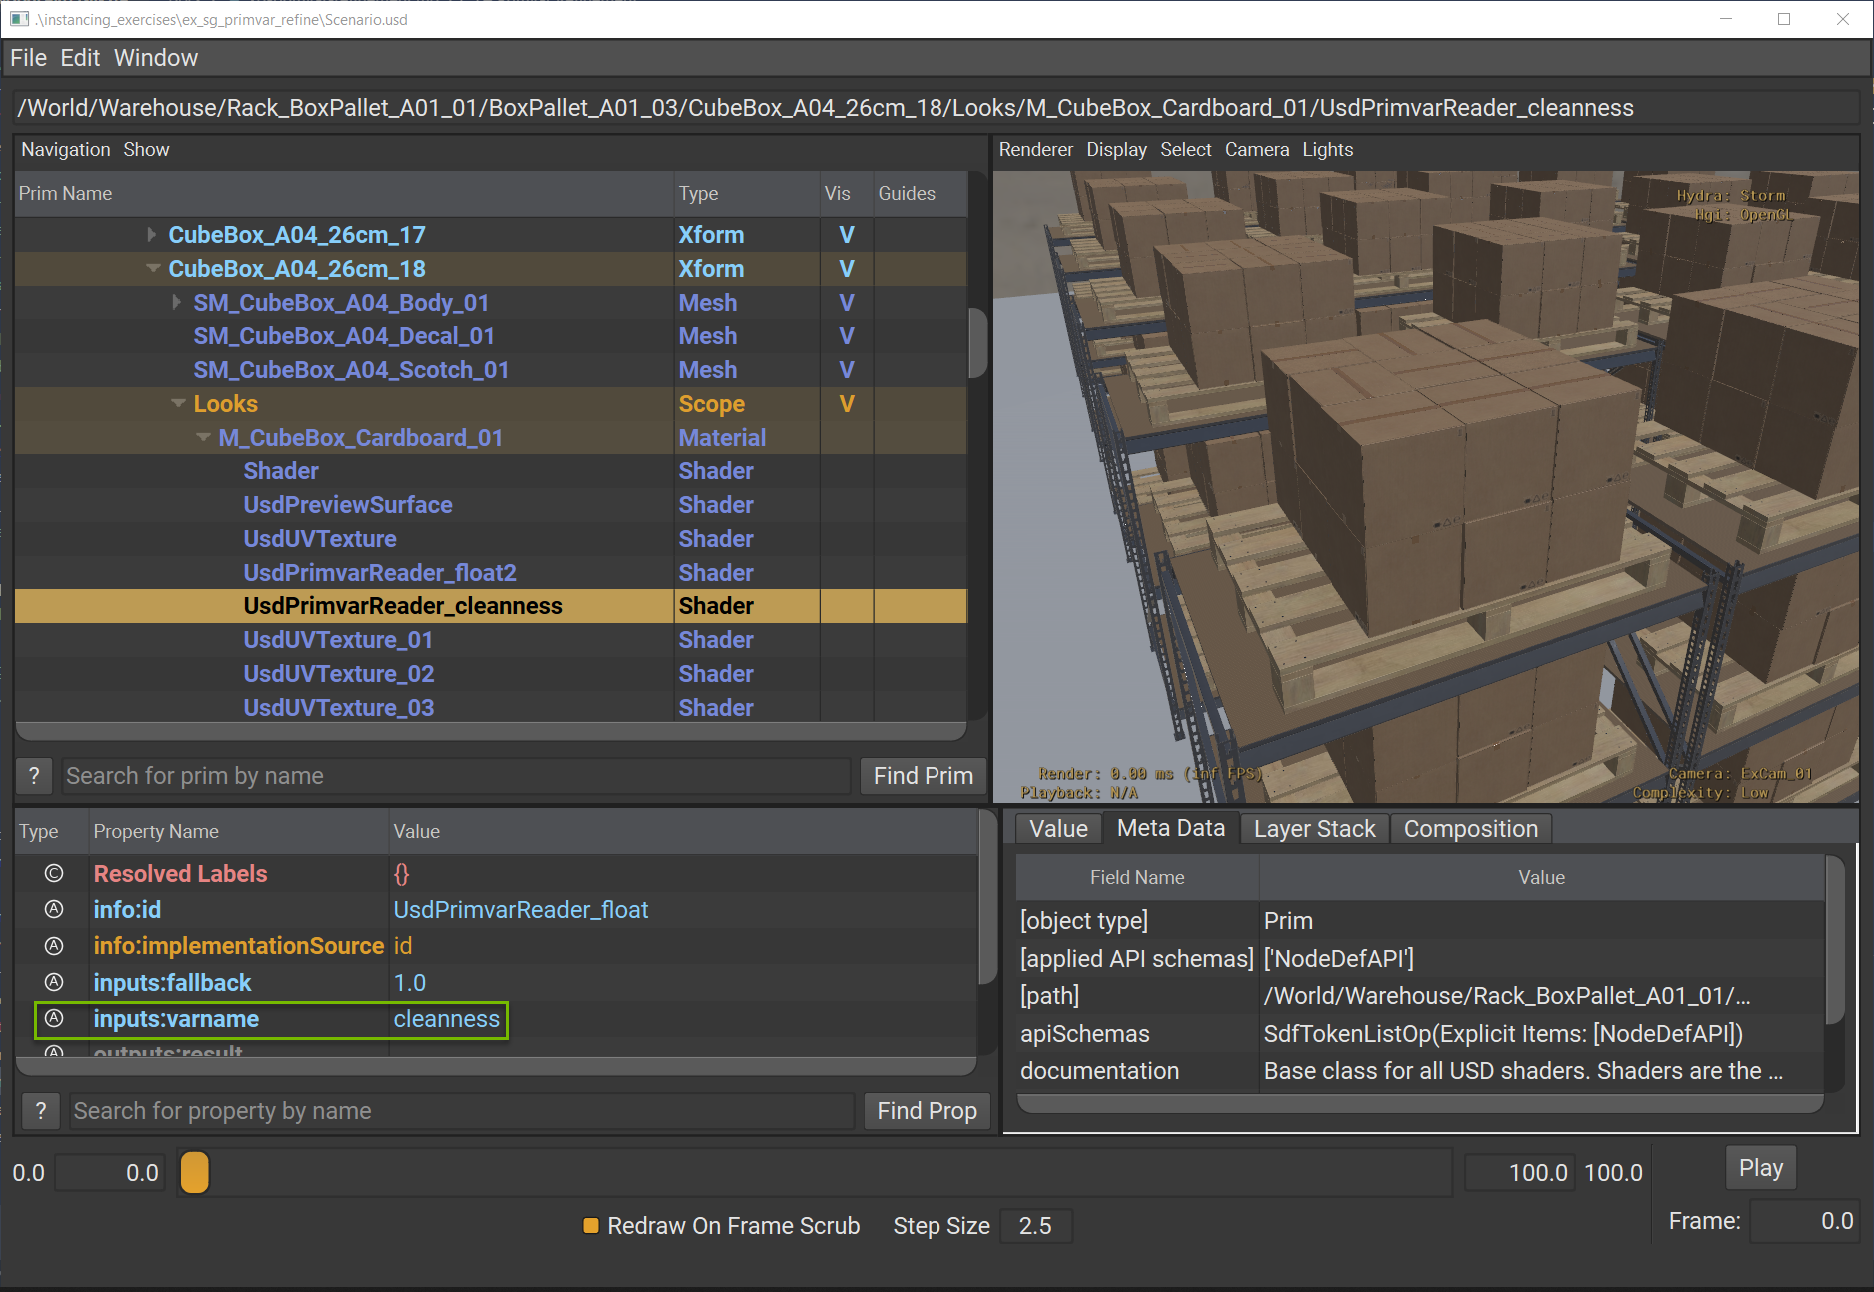 .\instancing_exercises\ex_sg_primvar_refine\Scenario.usd
File Edit Window
/World/Warehouse/Rack_BoxPallet_A01_01/BoxPallet_A01_03/CubeBox_A04_26cm_18/Looks/M_CubeBox_Cardboard_01/UsdPrimvarReader_cleanness
Navigation Show
Prim Name Type Vis Guides
CubeBox_A04_26cm_17 Xform V
CubeBox_A04_26cm_18 Xform V
SM_CubeBox_A04_Body_01 Mesh V
SM_CubeBox_A04_Decal_01 Mesh V
SM_CubeBox_A04_Scotch_01 Mesh V
Looks Scope V
M_CubeBox_Cardboard_01 Material
Shader Shader
UsdPreviewSurface Shader
UsdUVTexture Shader
UsdPrimvarReader_float2 Shader
UsdPrimvarReader_cleanness Shader
UsdUVTexture_01 Shader
UsdUVTexture_02 Shader
UsdUVTexture_03 Shader
? Search for prim by name Find Prim
Renderer Display Select Camera Lights
Hydra: Storm
Hgi: OpenGL
Render: 0.00 ms (inf FPS)
Playback: N/A
Camera: ExCam_01
Complexity: Low
Type Property Name Value
C Resolved Labels {}
A info:id UsdPrimvarReader_float
A info:implementationSource id
A inputs:fallback 1.0
A inputs:varname cleanness
A outputs:result
? Search for property by name Find Prop
Value Meta Data Layer Stack Composition
Field Name Value
[object type] Prim
[applied API schemas] ['NodeDefAPI']
[path] /World/Warehouse/Rack_BoxPallet_A01_01/...
apiSchemas SdfTokenListOp(Explicit Items: [NodeDefAPI])
documentation Base class for all USD shaders. Shaders are the ...
0.0 0.0 100.0 100.0 Play
Redraw On Frame Scrub Step Size 2.5 Frame: 0.0